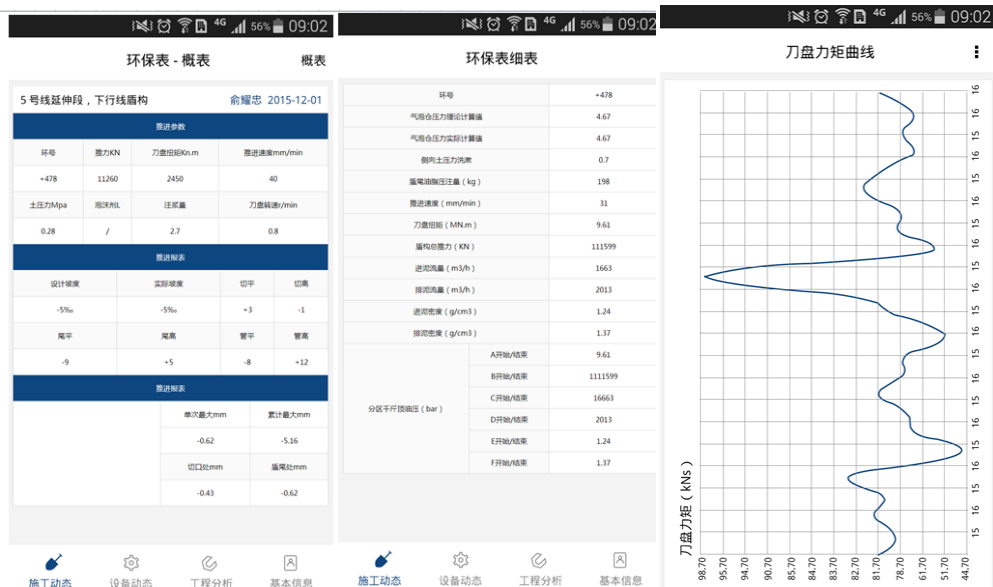 4G 56% 09:02
环保表 - 概表 概表
5 号线延伸段，下行线盾构 俞耀忠 2015-12-01
推进参数
环号 推力KN 刀盘扭矩Kn.m 推进速度mm/min
+478 11260 2450 40
土压力Mpa 泡沫剂L 注浆量 刀盘转速r/min
0.28 / 2.7 0.8
推进报表
设计坡度 实际坡度 切平 切高
-5‰ -5‰ +3 -1
尾平 尾高 管平 管高
-9 +5 -8 +12
推进报表
单次最大mm 累计最大mm
-0.62 -5.16
切口处mm 盾尾处mm
-0.43 -0.62
施工动态 设备动态 工程分析 基本信息
4G 56% 09:02
环保表细表
环号 +478
气泡仓压力理论计算值 4.67
气泡仓压力实际计算值 4.67
侧向土压力洗漱 0.7
盾尾油脂压注量（kg） 198
推进速度（mm/min） 31
刀盘扭矩（MN.m） 9.61
盾构总推力（KN） 111599
进泥流量（m3/h） 1663
排泥流量（m3/h） 2013
进泥密度（g/cm3） 1.24
排泥密度（g/cm3） 1.37
分区千斤顶油压（bar）
A开始/结束 9.61
B开始/结束 1111599
C开始/结束 16663
D开始/结束 2013
E开始/结束 1.24
F开始/结束 1.37
施工动态 设备动态 工程分析 基本信息
4G 56% 09:02
刀盘力矩曲线
16
15
16
15
16
15
16
15
16
15
16
15
16
15
16
15
16
15
16
15
刀盘力矩（kNs）
98.70 94.70 90.70 85.70 84.70 83.70 82.70 81.70 61.70 78.70 61.70 51.70 44.70